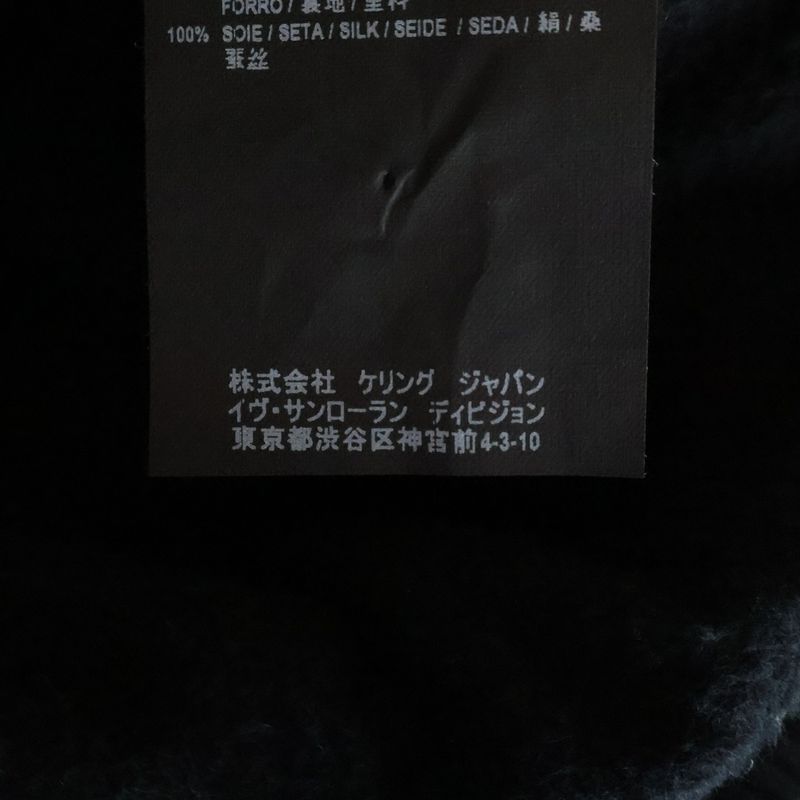 FORRO / 裏地 / 里料
100% SOIE / SETA / SILK / SEIDE / SEDA / 絹 / 桑
蚕丝
株式会社 ケリング ジャパン
イヴ・サンローラン ディビジョン
東京都渋谷区神宮前4-3-10